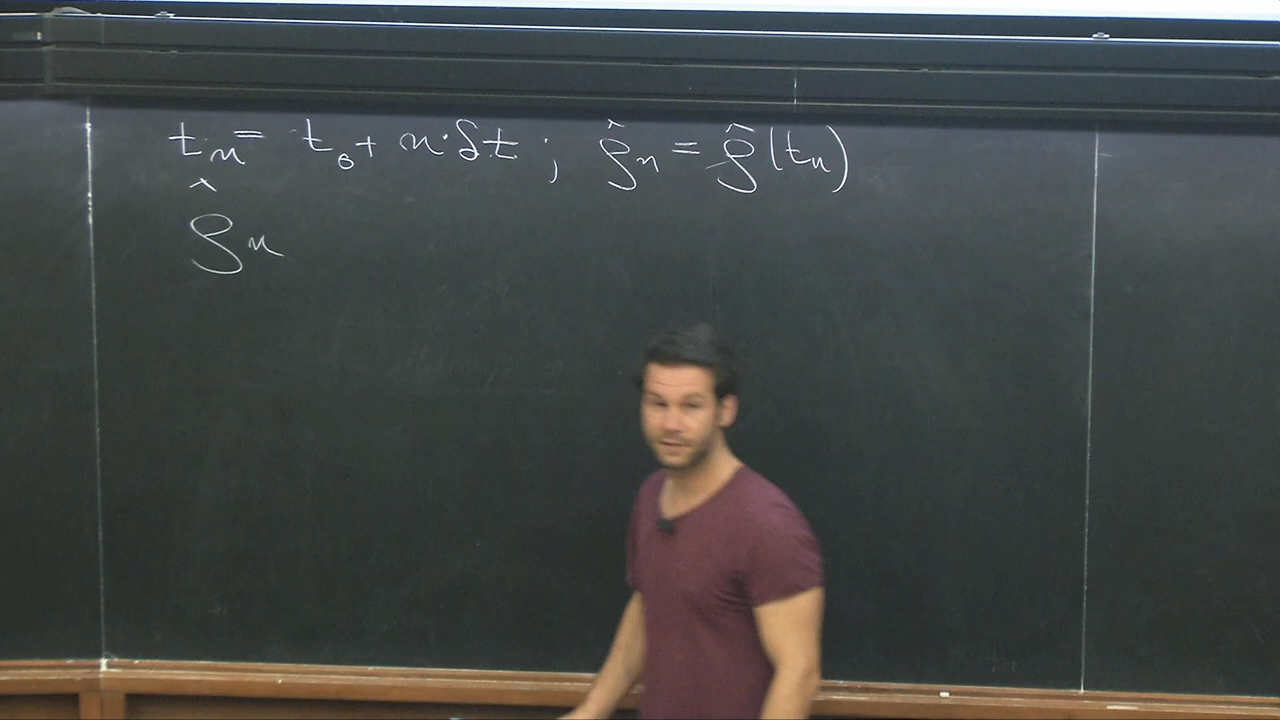 tₙ = t₀ + n·δt ; ρ̂ₙ = ρ̂(tₙ)
ρ̂ₙ